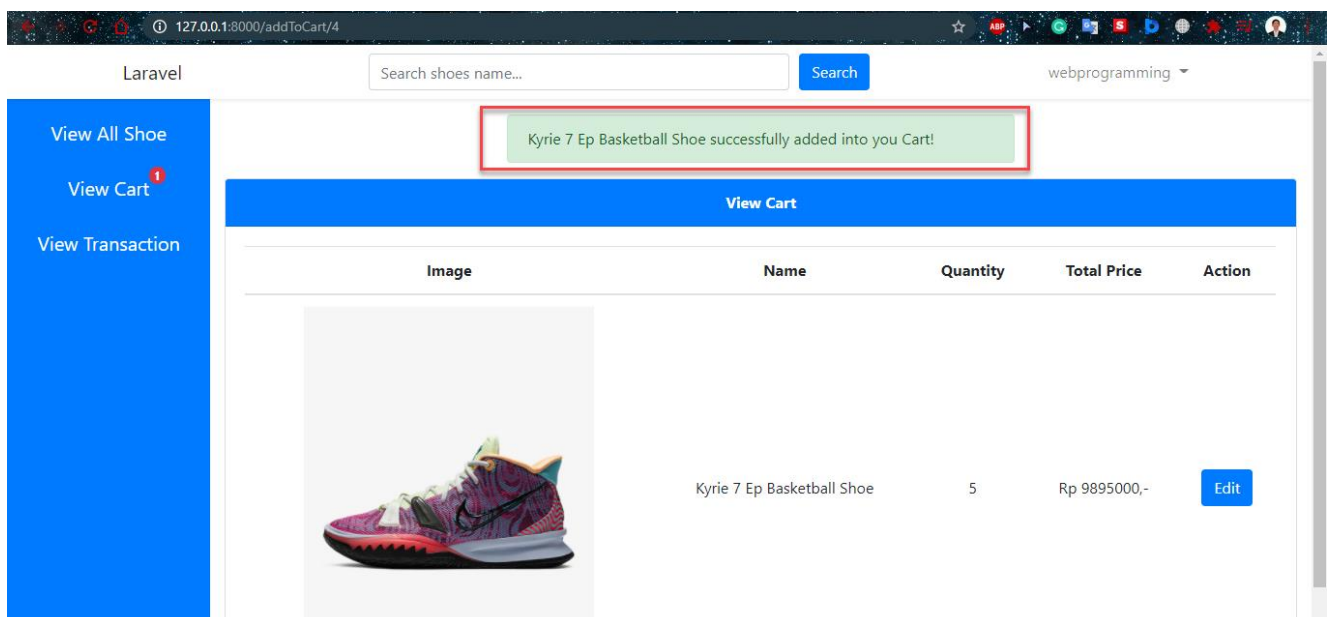 127.0.0.1:8000/addToCart/4
ABP
G
S
Laravel
Search shoes name...
Search
webprogramming
View All Shoe
View Cart
1
View Transaction
Kyrie 7 Ep Basketball Shoe successfully added into you Cart!
View Cart
Image Name Quantity Total Price Action
Kyrie 7 Ep Basketball Shoe 5 Rp 9895000,- Edit